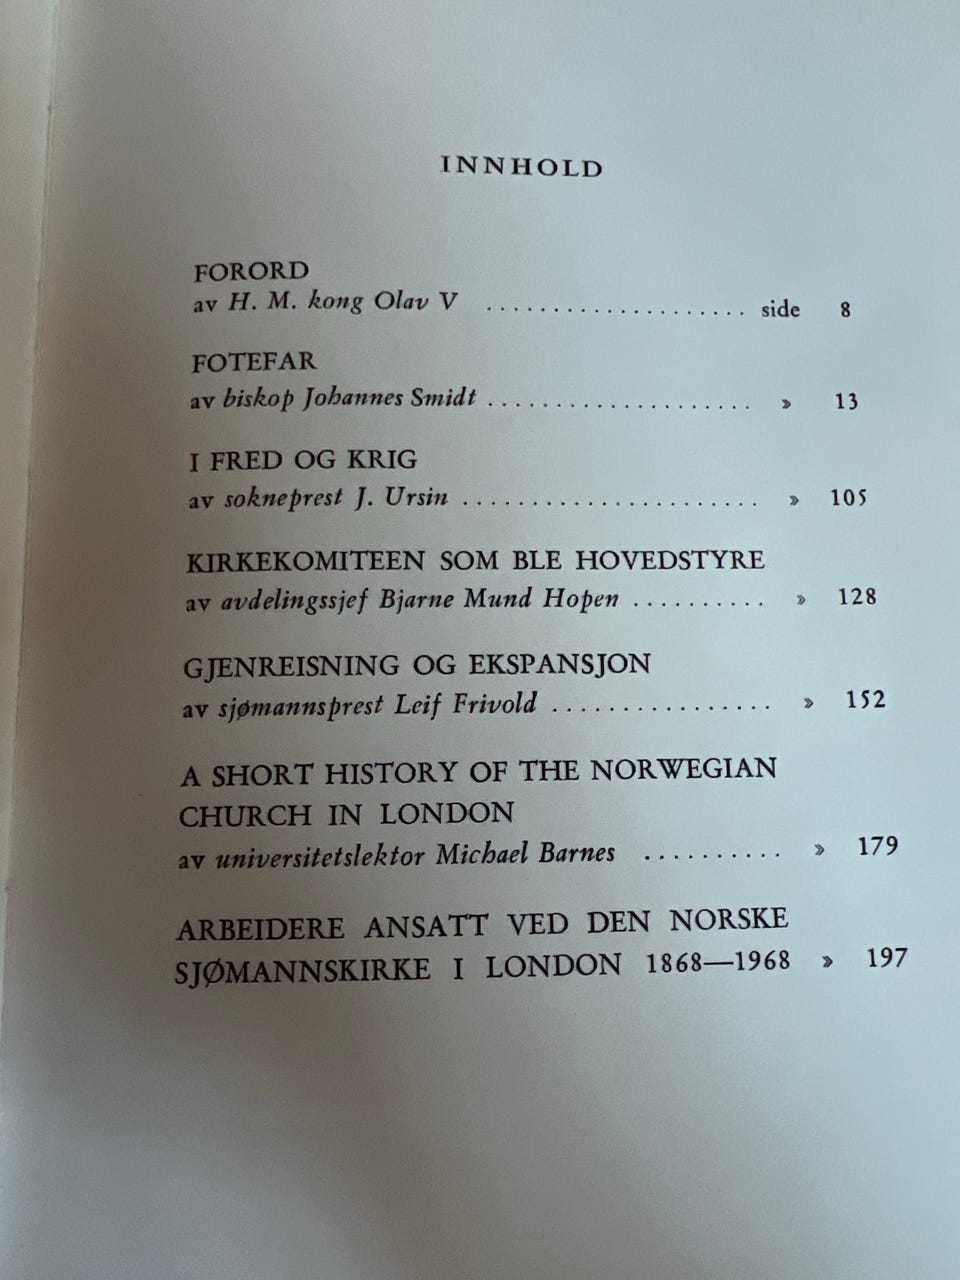 INNHOLD
FORORD
av H. M. kong Olav V .................... side 8
FOTEFAR
av biskop Johannes Smidt .................... » 13
I FRED OG KRIG
av sokneprest J. Ursin ...................... » 105
KIRKEKOMITEEN SOM BLE HOVEDSTYRE
av avdelingssjef Bjarne Mund Hopen .......... » 128
GJENREISNING OG EKSPANSJON
av sjømannsprest Leif Frivold ................ » 152
A SHORT HISTORY OF THE NORWEGIAN
CHURCH IN LONDON
av universitetslektor Michael Barnes .......... » 179
ARBEIDERE ANSATT VED DEN NORSKE
SJØMANNSKIRKE I LONDON 1868—1968 » 197